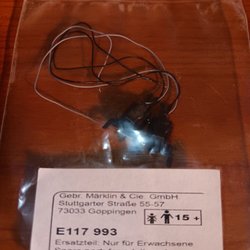 Gebr. Märklin & Cie. GmbH
Stuttgarter Straße 55-57
73033 Göppingen
15 +
E117 993
Ersatzteil: Nur für Erwachsene